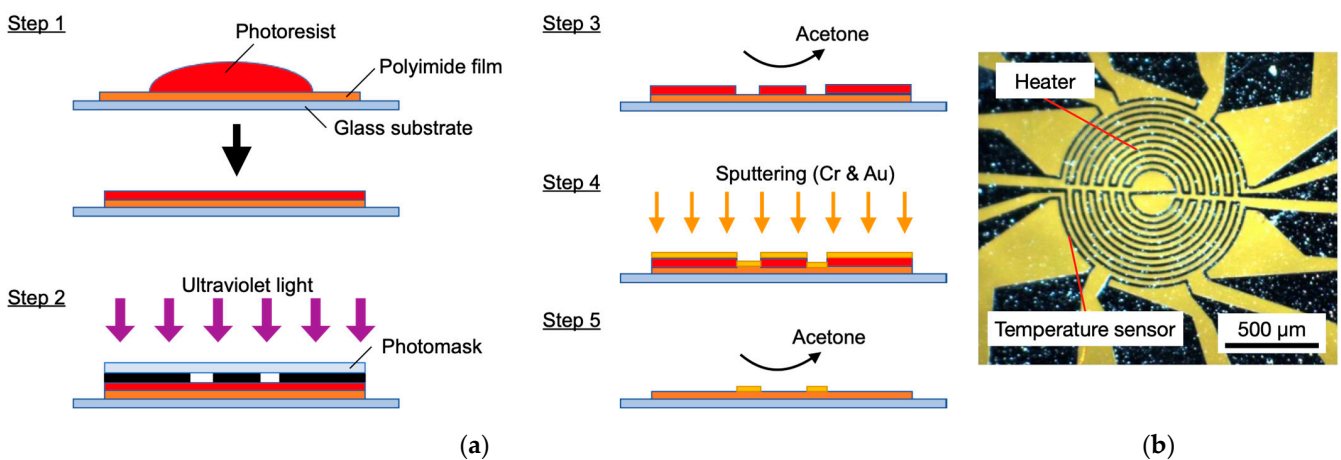 Step 1
Photoresist
Polyimide film
Glass substrate
Step 2
Ultraviolet light
Photomask
Step 3
Acetone
Step 4
Sputtering (Cr & Au)
Step 5
Acetone
(a)
Heater
Temperature sensor
500 µm
(b)